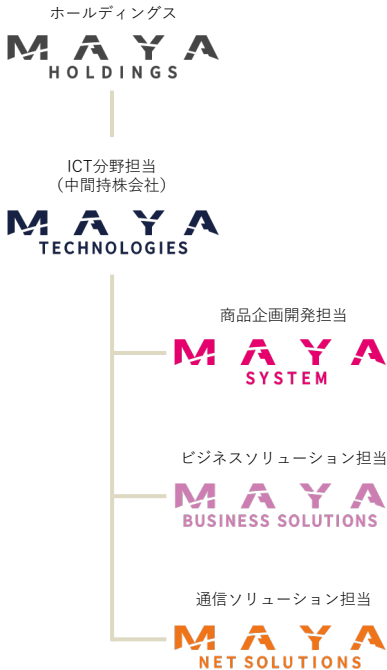 ホールディングス
MAYA
HOLDINGS
ICT分野担当
（中間持株会社）
MAYA
TECHNOLOGIES
商品企画開発担当
MAYA
SYSTEM
ビジネスソリューション担当
MAYA
BUSINESS SOLUTIONS
通信ソリューション担当
MAYA
NET SOLUTIONS